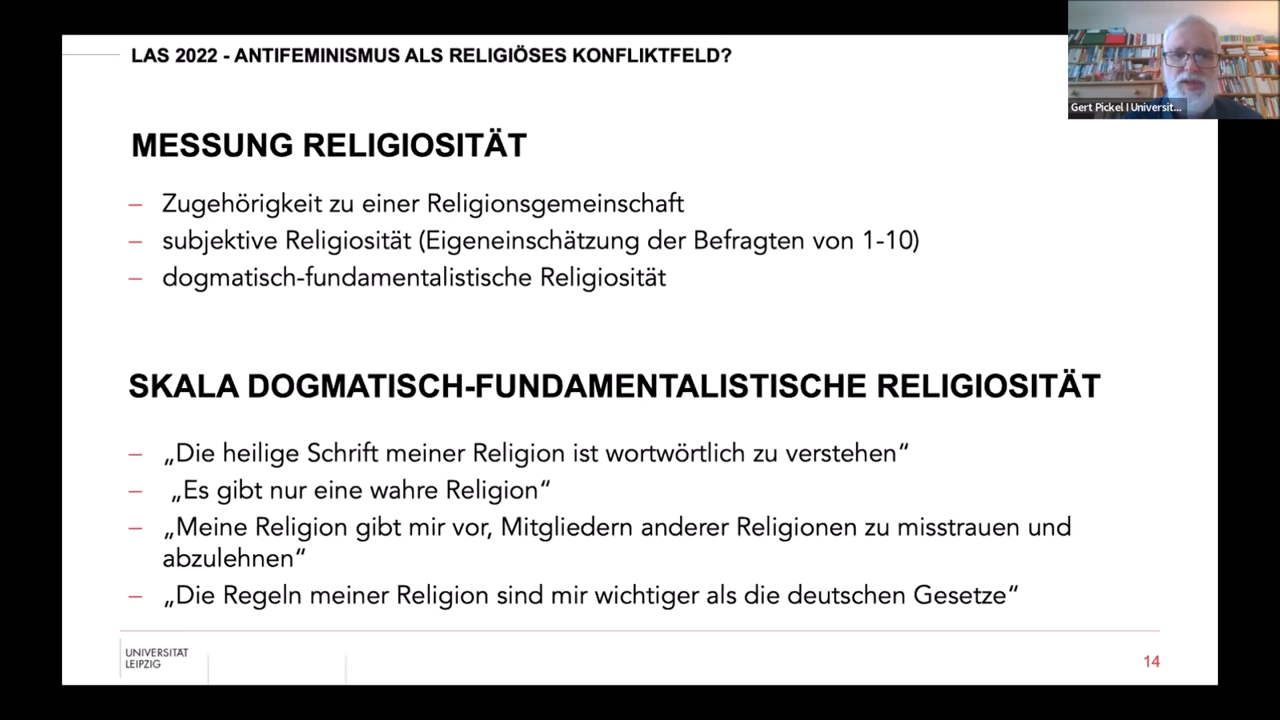 LAS 2022 - ANTIFEMINISMUS ALS RELIGIÖSES KONFLIKTFELD?
Gert Pickel I Universit...
MESSUNG RELIGIOSITÄT
– Zugehörigkeit zu einer Religionsgemeinschaft
– subjektive Religiosität (Eigeneinschätzung der Befragten von 1-10)
– dogmatisch-fundamentalistische Religiosität
SKALA DOGMATISCH-FUNDAMENTALISTISCHE RELIGIOSITÄT
– „Die heilige Schrift meiner Religion ist wortwörtlich zu verstehen“
– „Es gibt nur eine wahre Religion“
– „Meine Religion gibt mir vor, Mitgliedern anderer Religionen zu misstrauen und
abzulehnen“
– „Die Regeln meiner Religion sind mir wichtiger als die deutschen Gesetze“
UNIVERSITÄT
LEIPZIG
14